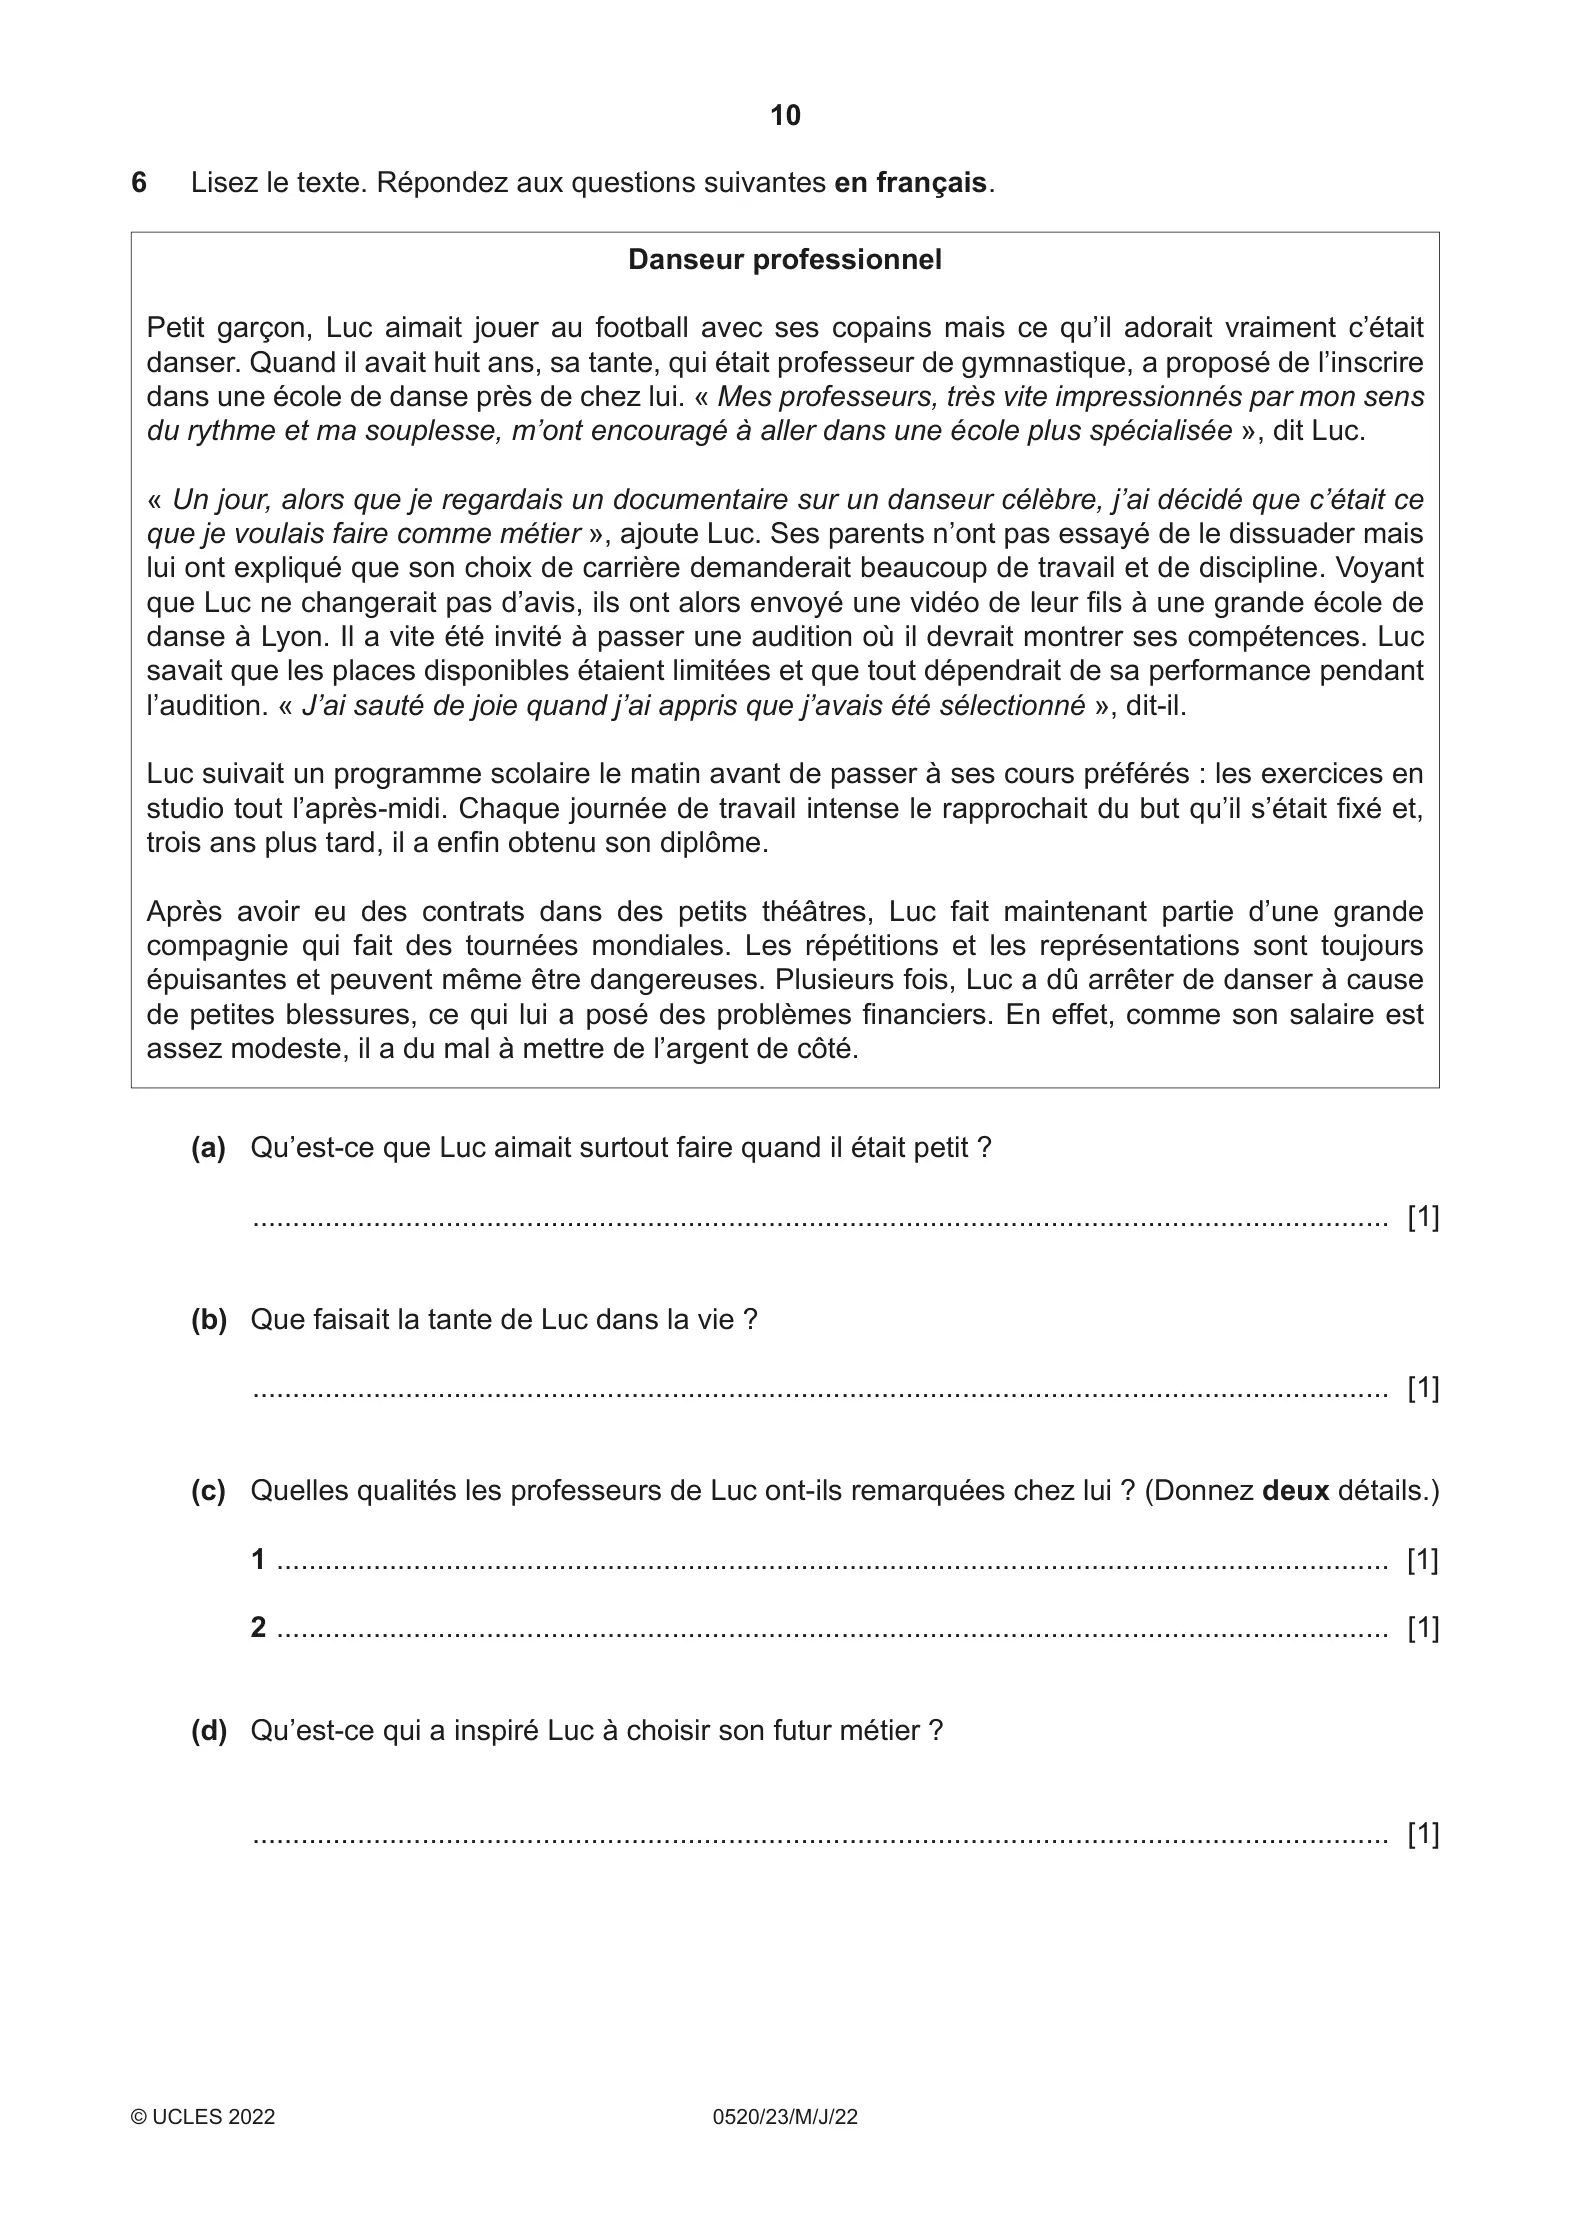 10
6 Lisez le texte. Répondez aux questions suivantes en français.
Danseur professionnel
Petit garçon, Luc aimait jouer au football avec ses copains mais ce qu’il adorait vraiment c’était
danser. Quand il avait huit ans, sa tante, qui était professeur de gymnastique, a proposé de l’inscrire
dans une école de danse près de chez lui. « Mes professeurs, très vite impressionnés par mon sens
du rythme et ma souplesse, m’ont encouragé à aller dans une école plus spécialisée », dit Luc.
« Un jour, alors que je regardais un documentaire sur un danseur célèbre, j’ai décidé que c’était ce
que je voulais faire comme métier », ajoute Luc. Ses parents n’ont pas essayé de le dissuader mais
lui ont expliqué que son choix de carrière demanderait beaucoup de travail et de discipline. Voyant
que Luc ne changerait pas d’avis, ils ont alors envoyé une vidéo de leur fils à une grande école de
danse à Lyon. Il a vite été invité à passer une audition où il devrait montrer ses compétences. Luc
savait que les places disponibles étaient limitées et que tout dépendrait de sa performance pendant
l’audition. « J’ai sauté de joie quand j’ai appris que j’avais été sélectionné », dit-il.
Luc suivait un programme scolaire le matin avant de passer à ses cours préférés : les exercices en
studio tout l’après-midi. Chaque journée de travail intense le rapprochait du but qu’il s’était fixé et,
trois ans plus tard, il a enfin obtenu son diplôme.
Après avoir eu des contrats dans des petits théâtres, Luc fait maintenant partie d’une grande
compagnie qui fait des tournées mondiales. Les répétitions et les représentations sont toujours
épuisantes et peuvent même être dangereuses. Plusieurs fois, Luc a dû arrêter de danser à cause
de petites blessures, ce qui lui a posé des problèmes financiers. En effet, comme son salaire est
assez modeste, il a du mal à mettre de l’argent de côté.
(a) Qu’est-ce que Luc aimait surtout faire quand il était petit ?
[1]
(b) Que faisait la tante de Luc dans la vie ?
[1]
(c) Quelles qualités les professeurs de Luc ont-ils remarquées chez lui ? (Donnez deux détails.)
1 [1]
2 [1]
(d) Qu’est-ce qui a inspiré Luc à choisir son futur métier ?
[1]
© UCLES 2022 0520/23/M/J/22